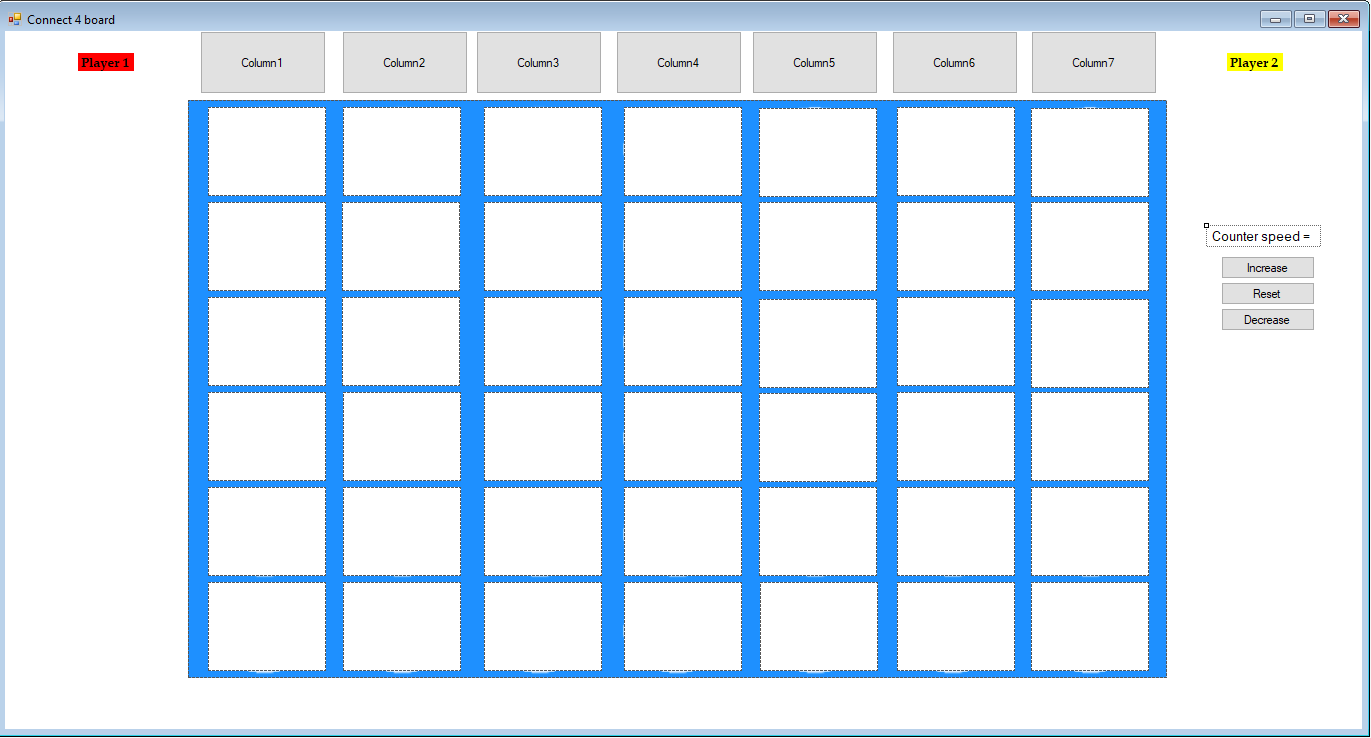 Connect 4 board
Player 1
Column1
Column2
Column3
Column4
Column5
Column6
Column7
Player 2
Counter speed =
Increase
Reset
Decrease